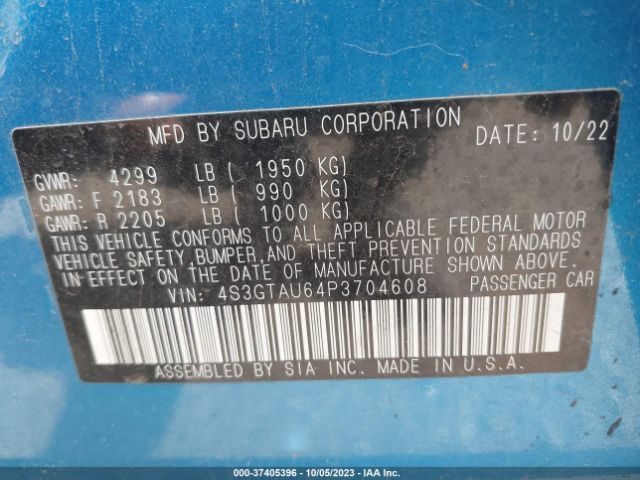 MFD BY SUBARU CORPORATION DATE: 10/22
GVWR: 4299 LB ( 1950 KG)
GAWR: F 2183 LB ( 990 KG)
GAWR: R 2205 LB ( 1000 KG)
THIS VEHICLE CONFORMS TO ALL APPLICABLE FEDERAL MOTOR
VEHICLE SAFETY, BUMPER, AND THEFT PREVENTION STANDARDS
IN EFFECT ON THE DATE OF MANUFACTURE SHOWN ABOVE.
VIN: 4S3GTAU64P3704608 PASSENGER CAR
ASSEMBLED BY SIA INC. MADE IN U.S.A.
000-37405396 - 10/05/2023 - IAA Inc.